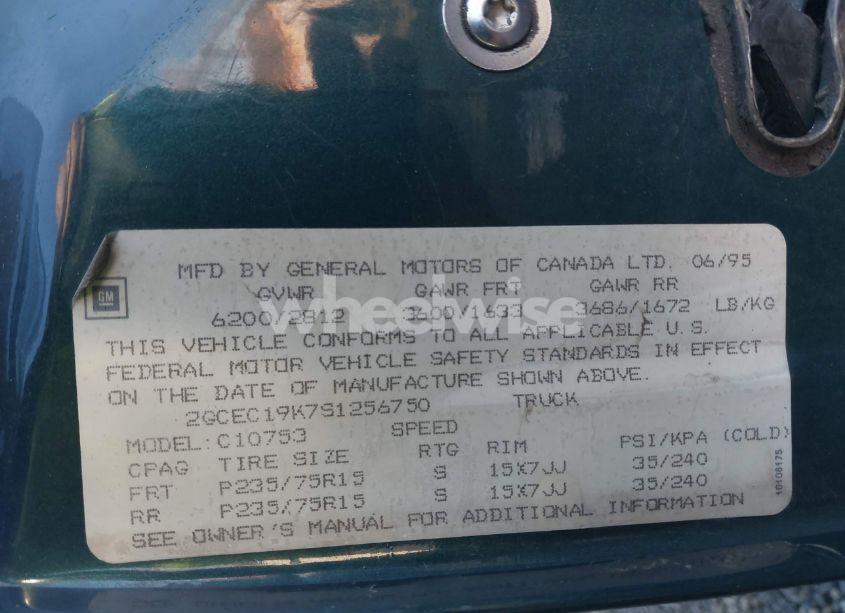 MFD BY GENERAL MOTORS OF CANADA LTD. 06/95
GM
GVWR GAWR FRT GAWR RR
6200/2812 3600/1633 3686/1672 LB/KG
wheelwise
THIS VEHICLE CONFORMS TO ALL APPLICABLE U.S.
FEDERAL MOTOR VEHICLE SAFETY STANDARDS IN EFFECT
ON THE DATE OF MANUFACTURE SHOWN ABOVE.
2GCEC19K7S1256750 TRUCK
MODEL:C10753 SPEED
CPAG TIRE SIZE RTG RIM PSI/KPA (COLD)
FRT P235/75R15 S 15X7JJ 35/240
RR P235/75R15 S 15X7JJ 35/240
SEE OWNER'S MANUAL FOR ADDITIONAL INFORMATION
10108175